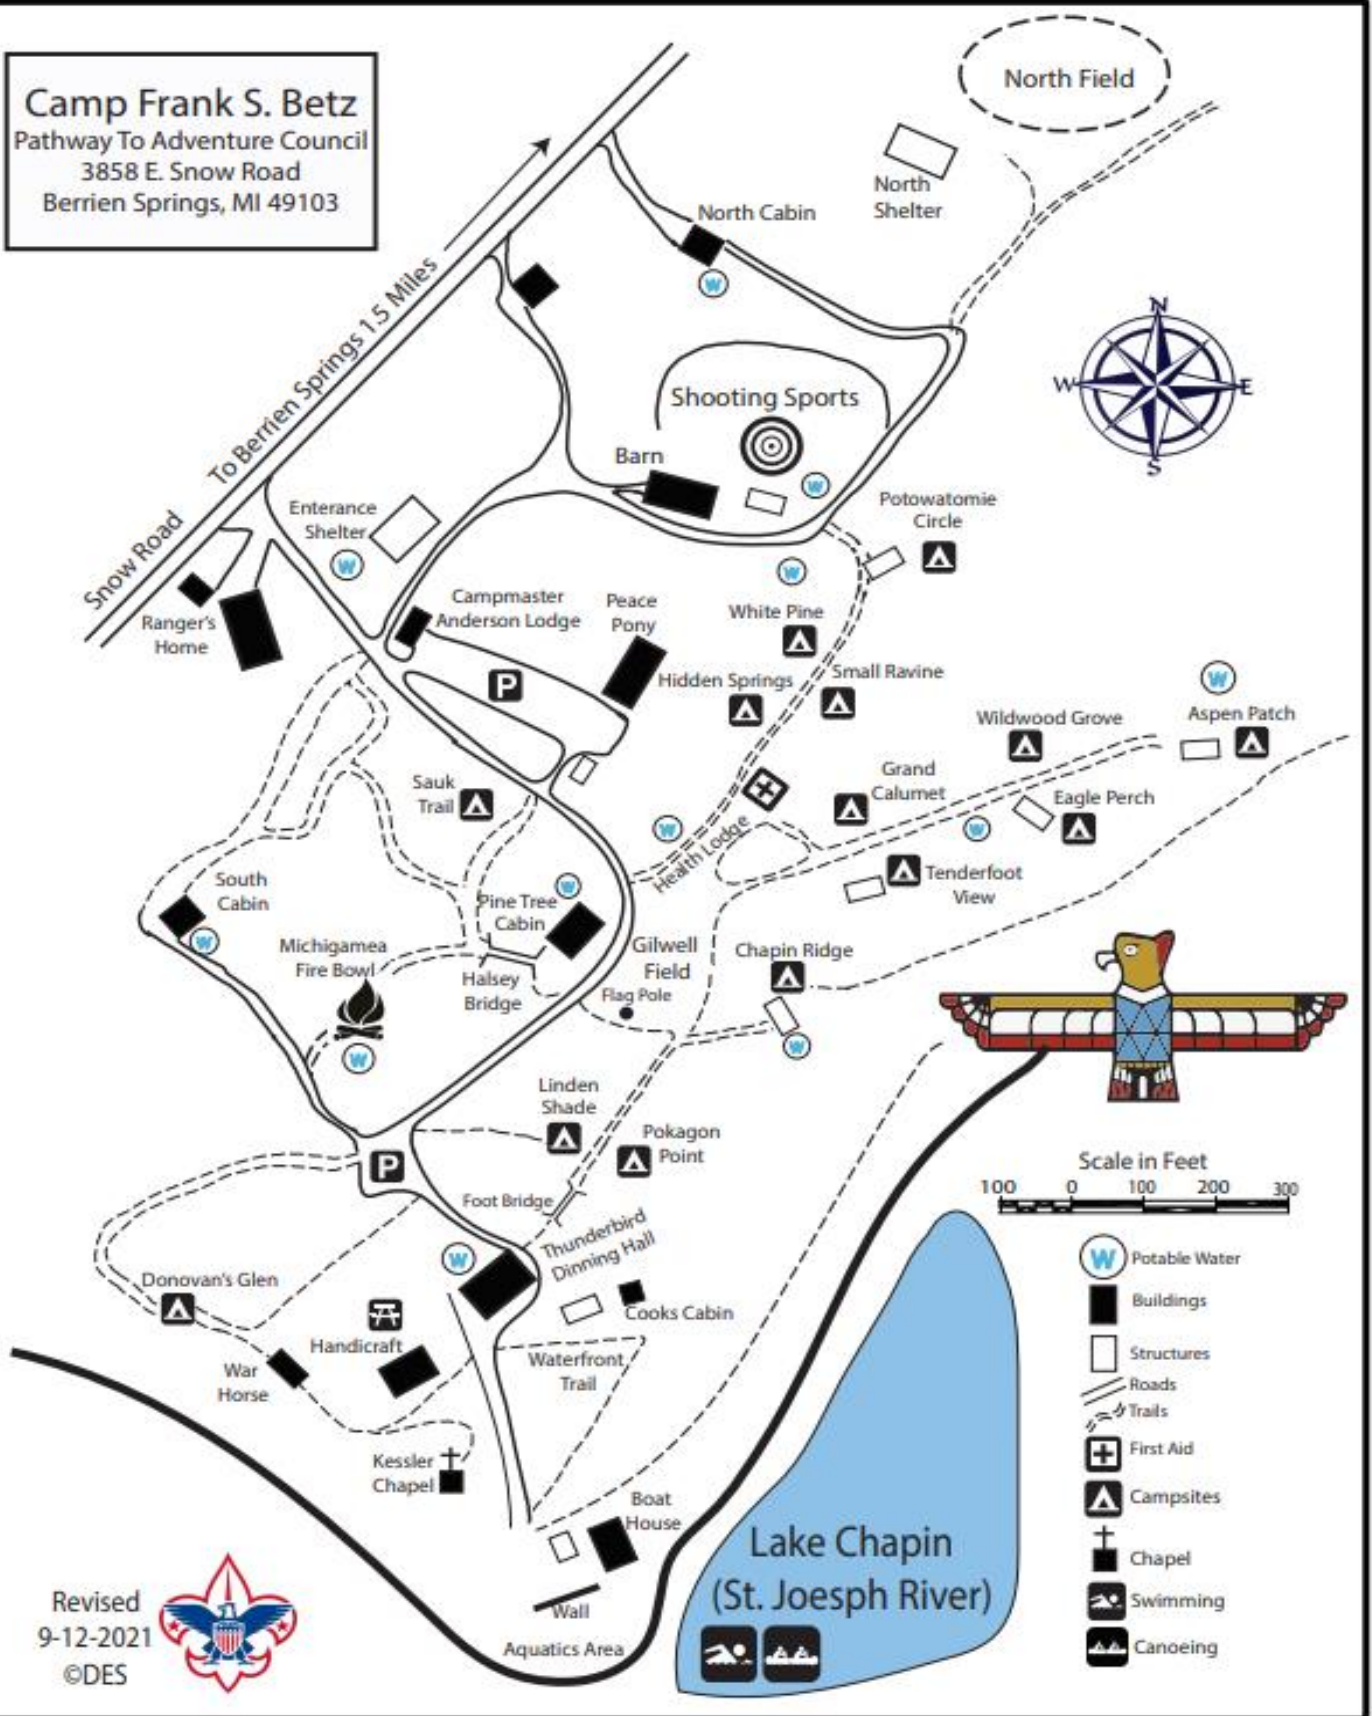 Camp Frank S. Betz
Pathway To Adventure Council
3858 E. Snow Road
Berrien Springs, MI 49103
North Field
North
Shelter
North Cabin
To Berrien Springs 1.5 Miles
Snow Road
N
W
E
S
Shooting Sports
Barn
W
W
Enterance
Shelter
W
Potowatomie
Circle
Ranger's
Home
Campmaster
Anderson Lodge
Peace
Pony
W
White Pine
P
Hidden Springs
Small Ravine
W
Aspen Patch
Wildwood Grove
Sauk
Trail
Grand
Calumet
Eagle Perch
W
W
Health Lodge
Tenderfoot
View
South
Cabin
W
Pine Tree
Cabin
W
Michigamea
Fire Bowl
W
Halsey
Bridge
Gilwell
Field
Flag Pole
Chapin Ridge
W
Linden
Shade
Pokagon
Point
P
Foot Bridge
Thunderbird
Dinning Hall
W
Cooks Cabin
Donovan's Glen
Handicraft
War
Horse
Waterfront
Trail
Kessler
Chapel
Boat
House
Wall
Aquatics Area
Lake Chapin
(St. Joesph River)
Scale in Feet
100 0 100 200 300
W Potable Water
Buildings
Structures
Roads
Trails
First Aid
Campsites
Chapel
Swimming
Canoeing
Revised
9-12-2021
©DES